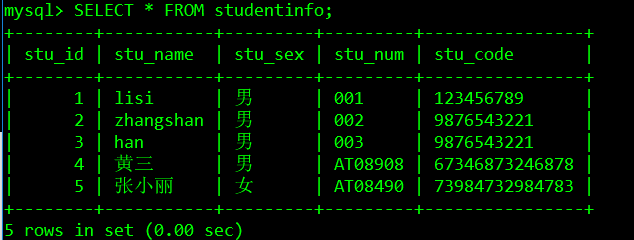 mysql> SELECT * FROM studentinfo;
+--------+-----------+---------+---------+----------------+
| stu_id | stu_name | stu_sex | stu_num | stu_code |
+--------+-----------+---------+---------+----------------+
| 1 | lisi | 男 | 001 | 123456789 |
| 2 | zhangshan | 男 | 002 | 9876543221 |
| 3 | han | 男 | 003 | 9876543221 |
| 4 | 黄三 | 男 | AT08908 | 67346873246878 |
| 5 | 张小丽 | 女 | AT08490 | 73984732984783 |
+--------+-----------+---------+---------+----------------+
5 rows in set (0.00 sec)